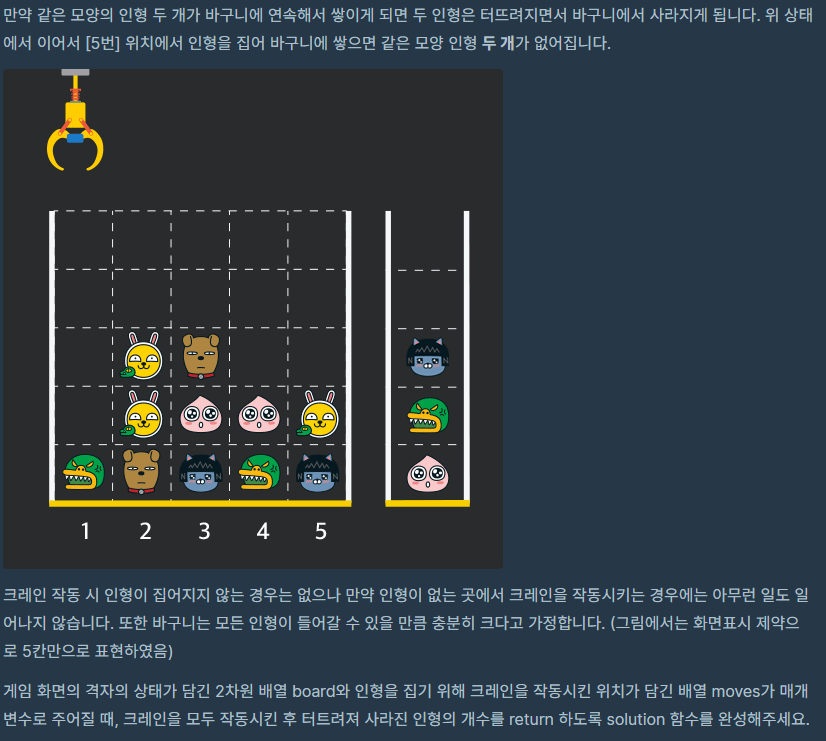 만약 같은 모양의 인형 두 개가 바구니에 연속해서 쌓이게 되면 두 인형은 터뜨려지면서 바구니에서 사라지게 됩니다. 위 상태
에서 이어서 [5번] 위치에서 인형을 집어 바구니에 쌓으면 같은 모양 인형 두 개가 없어집니다.
1 2 3 4 5
크레인 작동 시 인형이 집어지지 않는 경우는 없으나 만약 인형이 없는 곳에서 크레인을 작동시키는 경우에는 아무런 일도 일
어나지 않습니다. 또한 바구니는 모든 인형이 들어갈 수 있을 만큼 충분히 크다고 가정합니다. (그림에서는 화면표시 제약으
로 5칸만으로 표현하였음)
게임 화면의 격자의 상태가 담긴 2차원 배열 board와 인형을 집기 위해 크레인을 작동시킨 위치가 담긴 배열 moves가 매개
변수로 주어질 때, 크레인을 모두 작동시킨 후 터트려져 사라진 인형의 개수를 return 하도록 solution 함수를 완성해주세요.